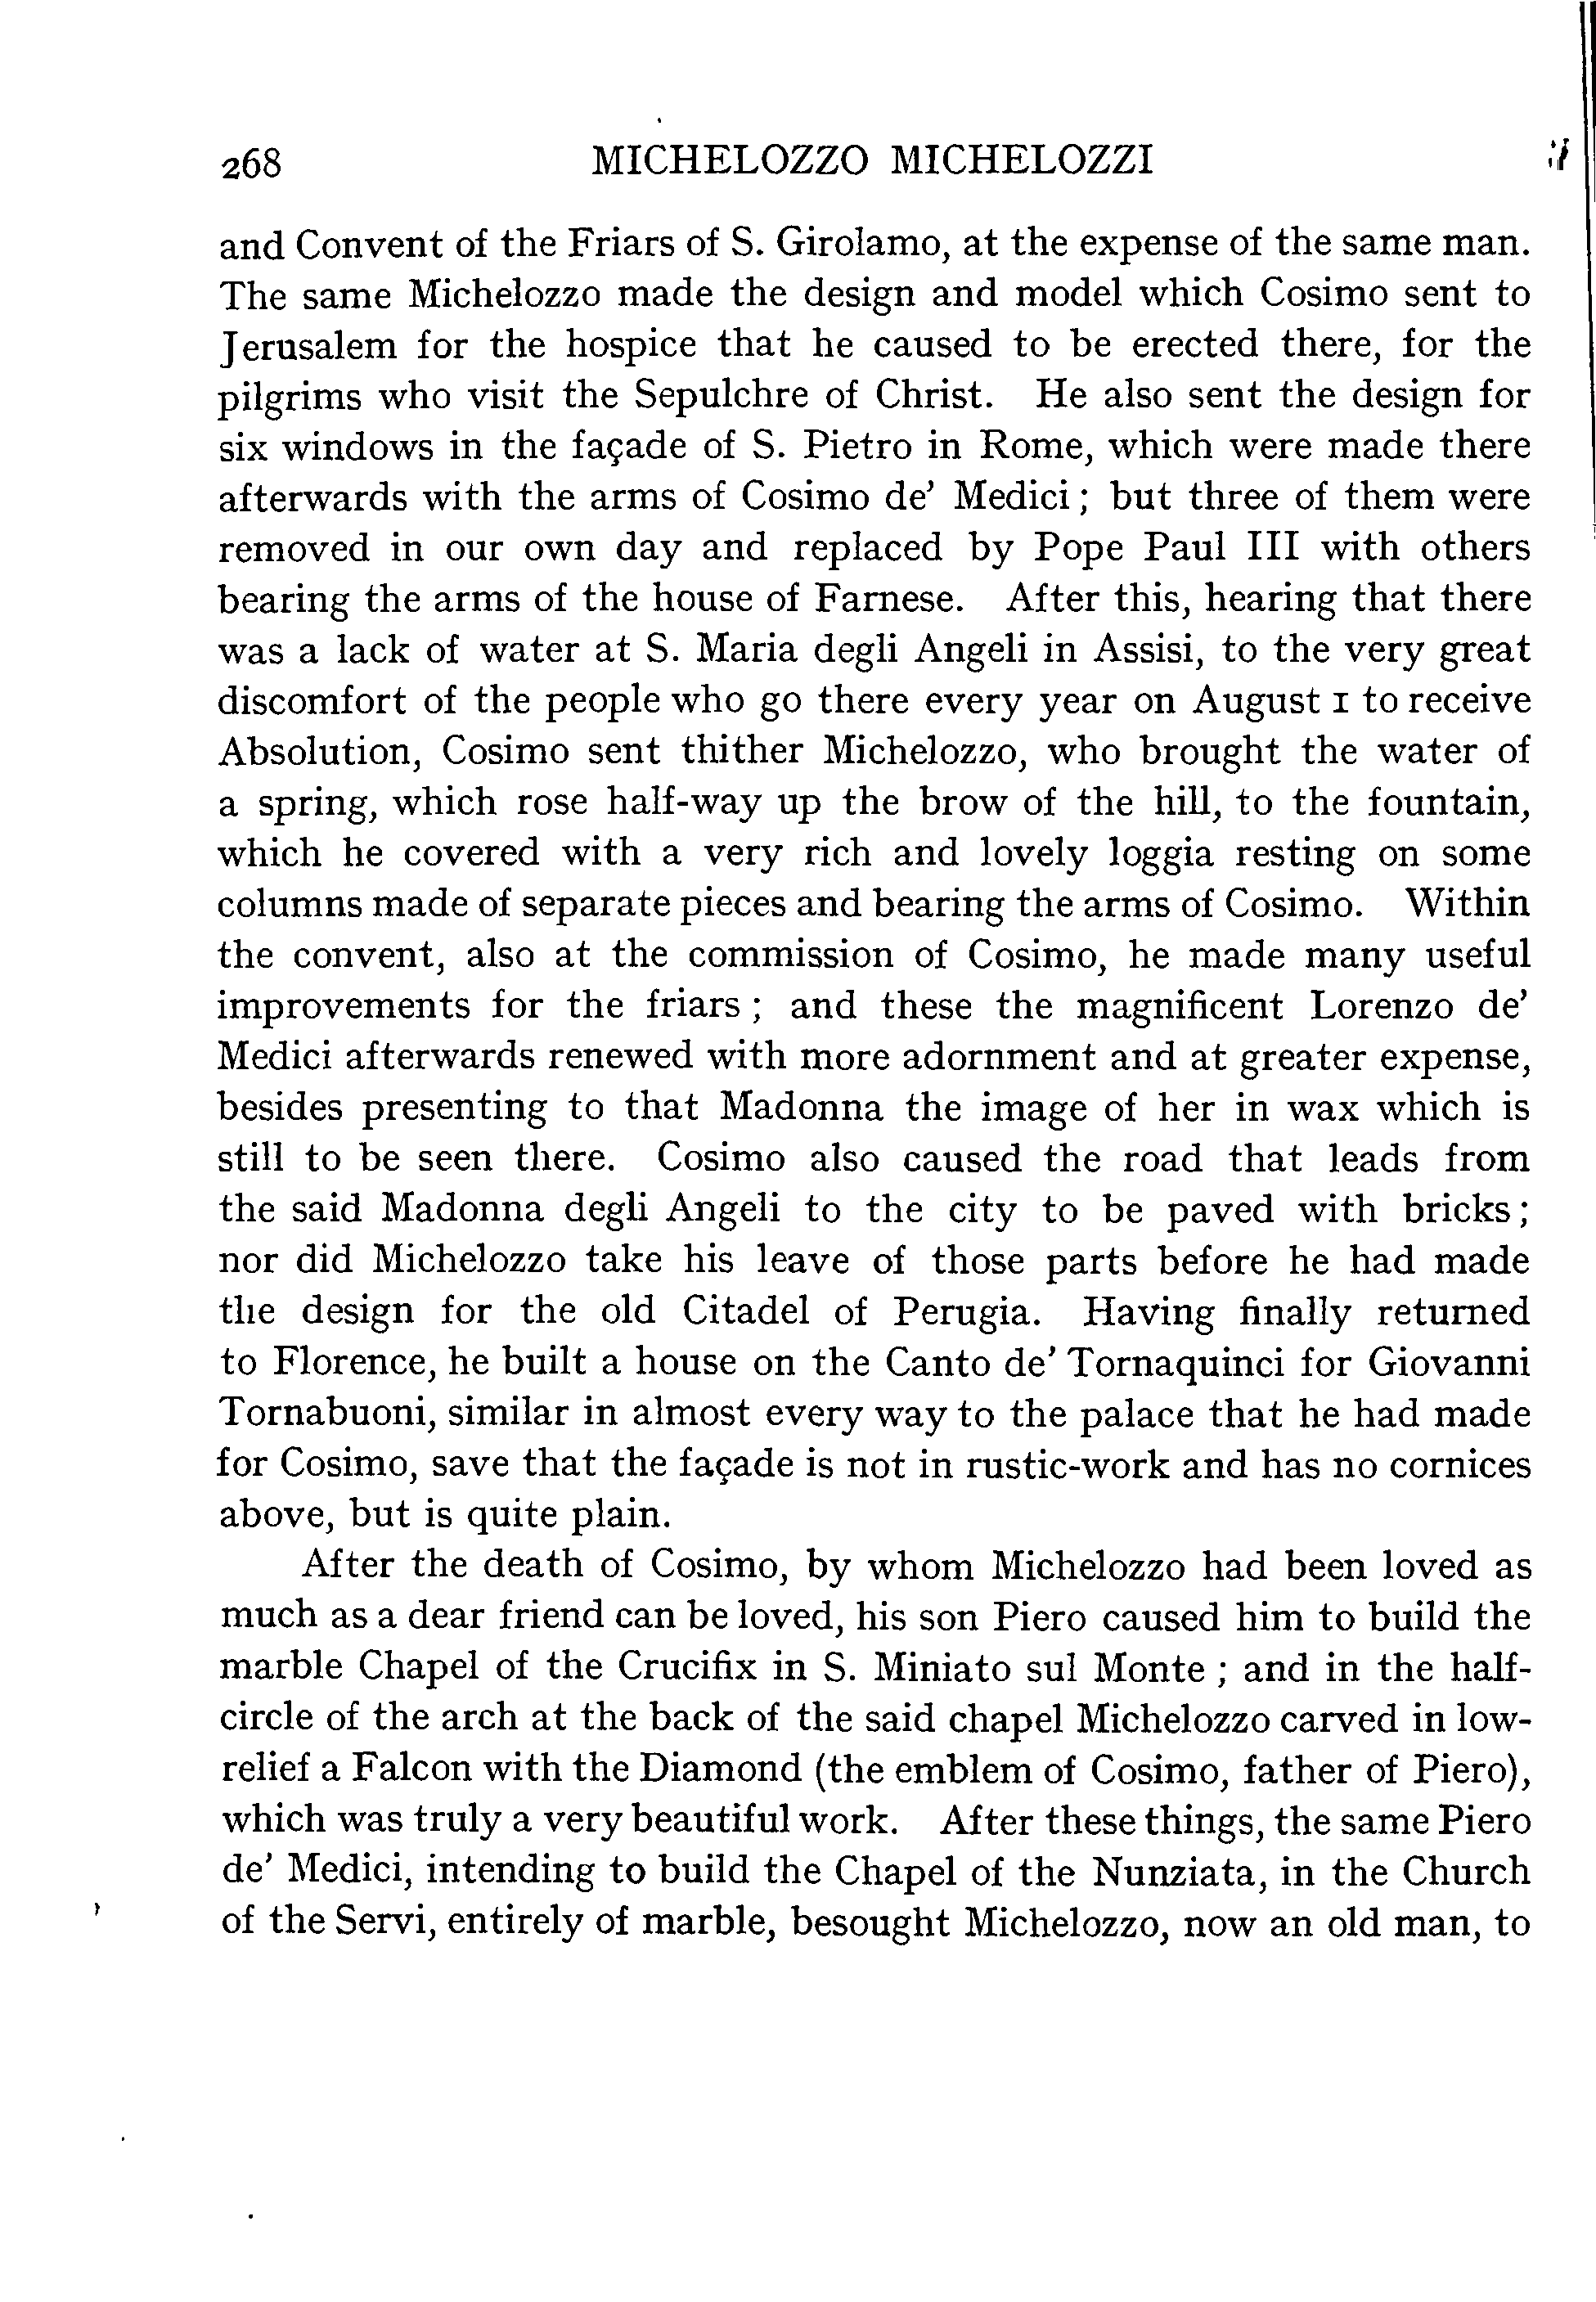 268 MICHELOZZO MICHELOZZI
and Convent of the Friars of S. Girolamo, at the expense of the same man.
The same Michelozzo made the design and model which Cosimo sent to
Jerusalem for the hospice that he caused to be erected there, for the
pilgrims who visit the Sepulchre of Christ. He also sent the design for
six windows in the façade of S. Pietro in Rome, which were made there
afterwards with the arms of Cosimo de' Medici ; but three of them were
removed in our own day and replaced by Pope Paul III with others
bearing the arms of the house of Farnese. After this, hearing that there
was a lack of water at S. Maria degli Angeli in Assisi, to the very great
discomfort of the people who go there every year on August 1 to receive
Absolution, Cosimo sent thither Michelozzo, who brought the water of
a spring, which rose half-way up the brow of the hill, to the fountain,
which he covered with a very rich and lovely loggia resting on some
columns made of separate pieces and bearing the arms of Cosimo. Within
the convent, also at the commission of Cosimo, he made many useful
improvements for the friars ; and these the magnificent Lorenzo de'
Medici afterwards renewed with more adornment and at greater expense,
besides presenting to that Madonna the image of her in wax which is
still to be seen there. Cosimo also caused the road that leads from
the said Madonna degli Angeli to the city to be paved with bricks ;
nor did Michelozzo take his leave of those parts before he had made
the design for the old Citadel of Perugia. Having finally returned
to Florence, he built a house on the Canto de' Tornaquinci for Giovanni
Tornabuoni, similar in almost every way to the palace that he had made
for Cosimo, save that the façade is not in rustic-work and has no cornices
above, but is quite plain.
After the death of Cosimo, by whom Michelozzo had been loved as
much as a dear friend can be loved, his son Piero caused him to build the
marble Chapel of the Crucifix in S. Miniato sul Monte ; and in the half-
circle of the arch at the back of the said chapel Michelozzo carved in low-
relief a Falcon with the Diamond (the emblem of Cosimo, father of Piero),
which was truly a very beautiful work. After these things, the same Piero
de' Medici, intending to build the Chapel of the Nunziata, in the Church
of the Servi, entirely of marble, besought Michelozzo, now an old man, to